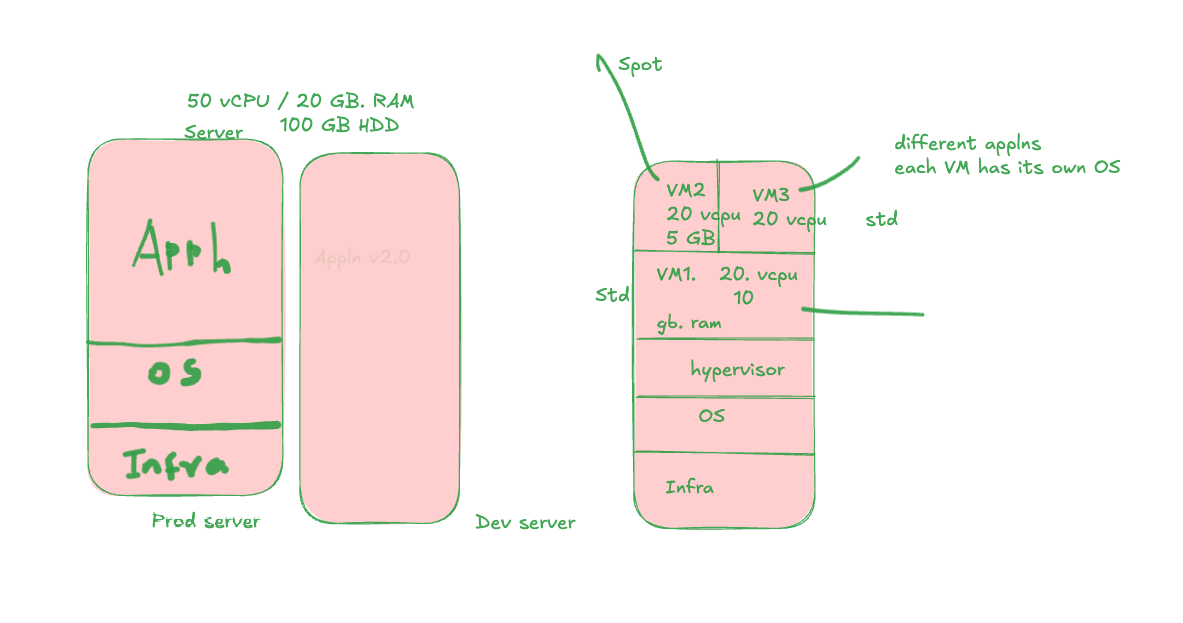 50 vCPU / 20 GB. RAM
100 GB HDD
Server
Appln
OS
Infra
Prod server
Appln v2.0
Dev server
Spot
different applns
each VM has its own OS
VM2
20 vcpu
5 GB
VM3
20 vcpu
std
Std
VM1. 20. vcpu
10
gb. ram
hypervisor
OS
Infra